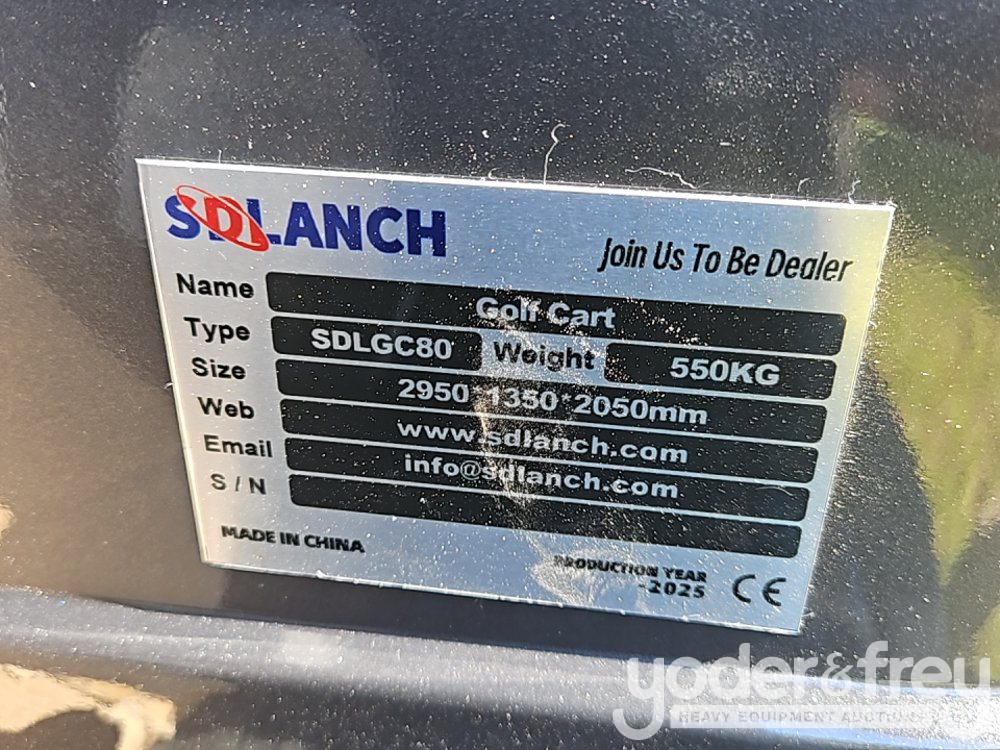 SDLANCH
Join Us To Be Dealer
Name Golf Cart
Type SDLGC80 Weight 550KG
Size 2950*1350*2050mm
Web www.sdlanch.com
Email info@sdlanch.com
S / N
MADE IN CHINA
PRODUCTION YEAR
-2025
CE
yoder&frey
HEAVY EQUIPMENT AUCTIONEERS